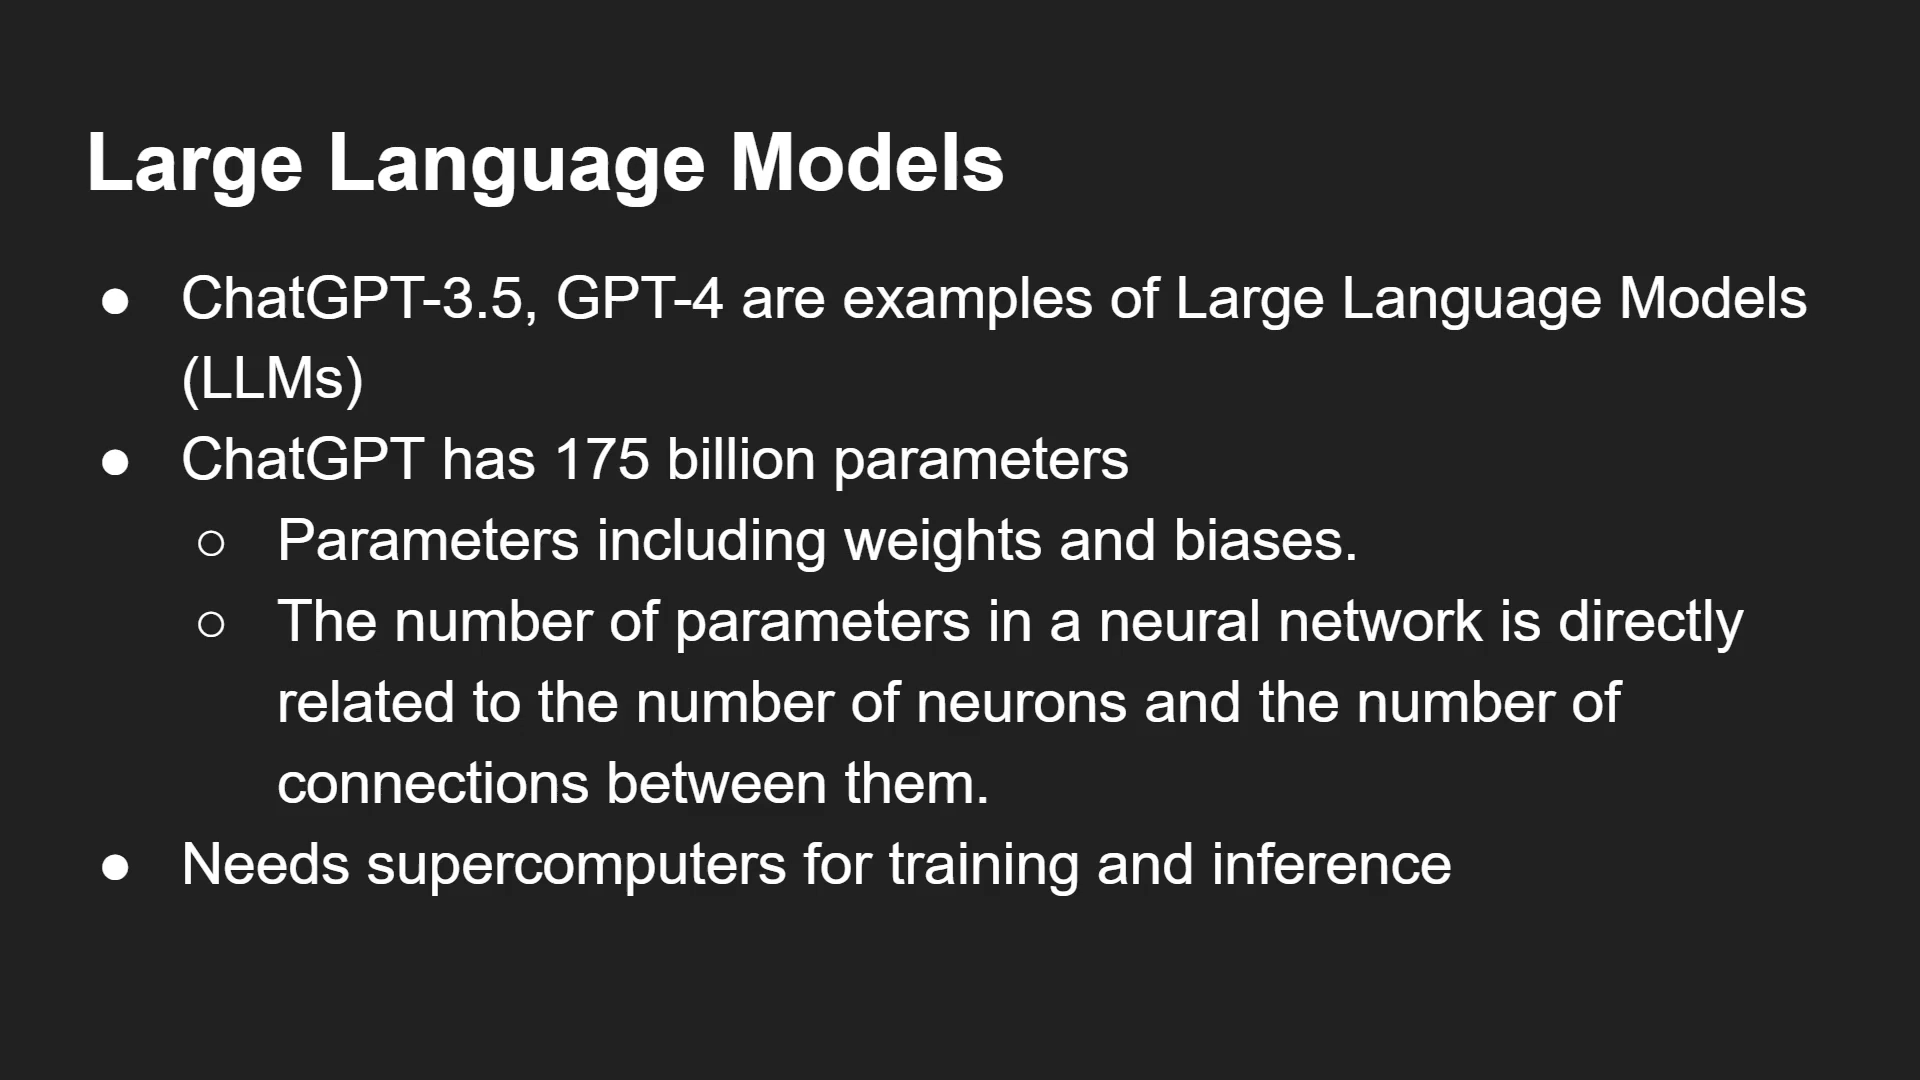 Large Language Models
● ChatGPT-3.5, GPT-4 are examples of Large Language Models
(LLMs)
● ChatGPT has 175 billion parameters
○ Parameters including weights and biases.
○ The number of parameters in a neural network is directly
related to the number of neurons and the number of
connections between them.
● Needs supercomputers for training and inference